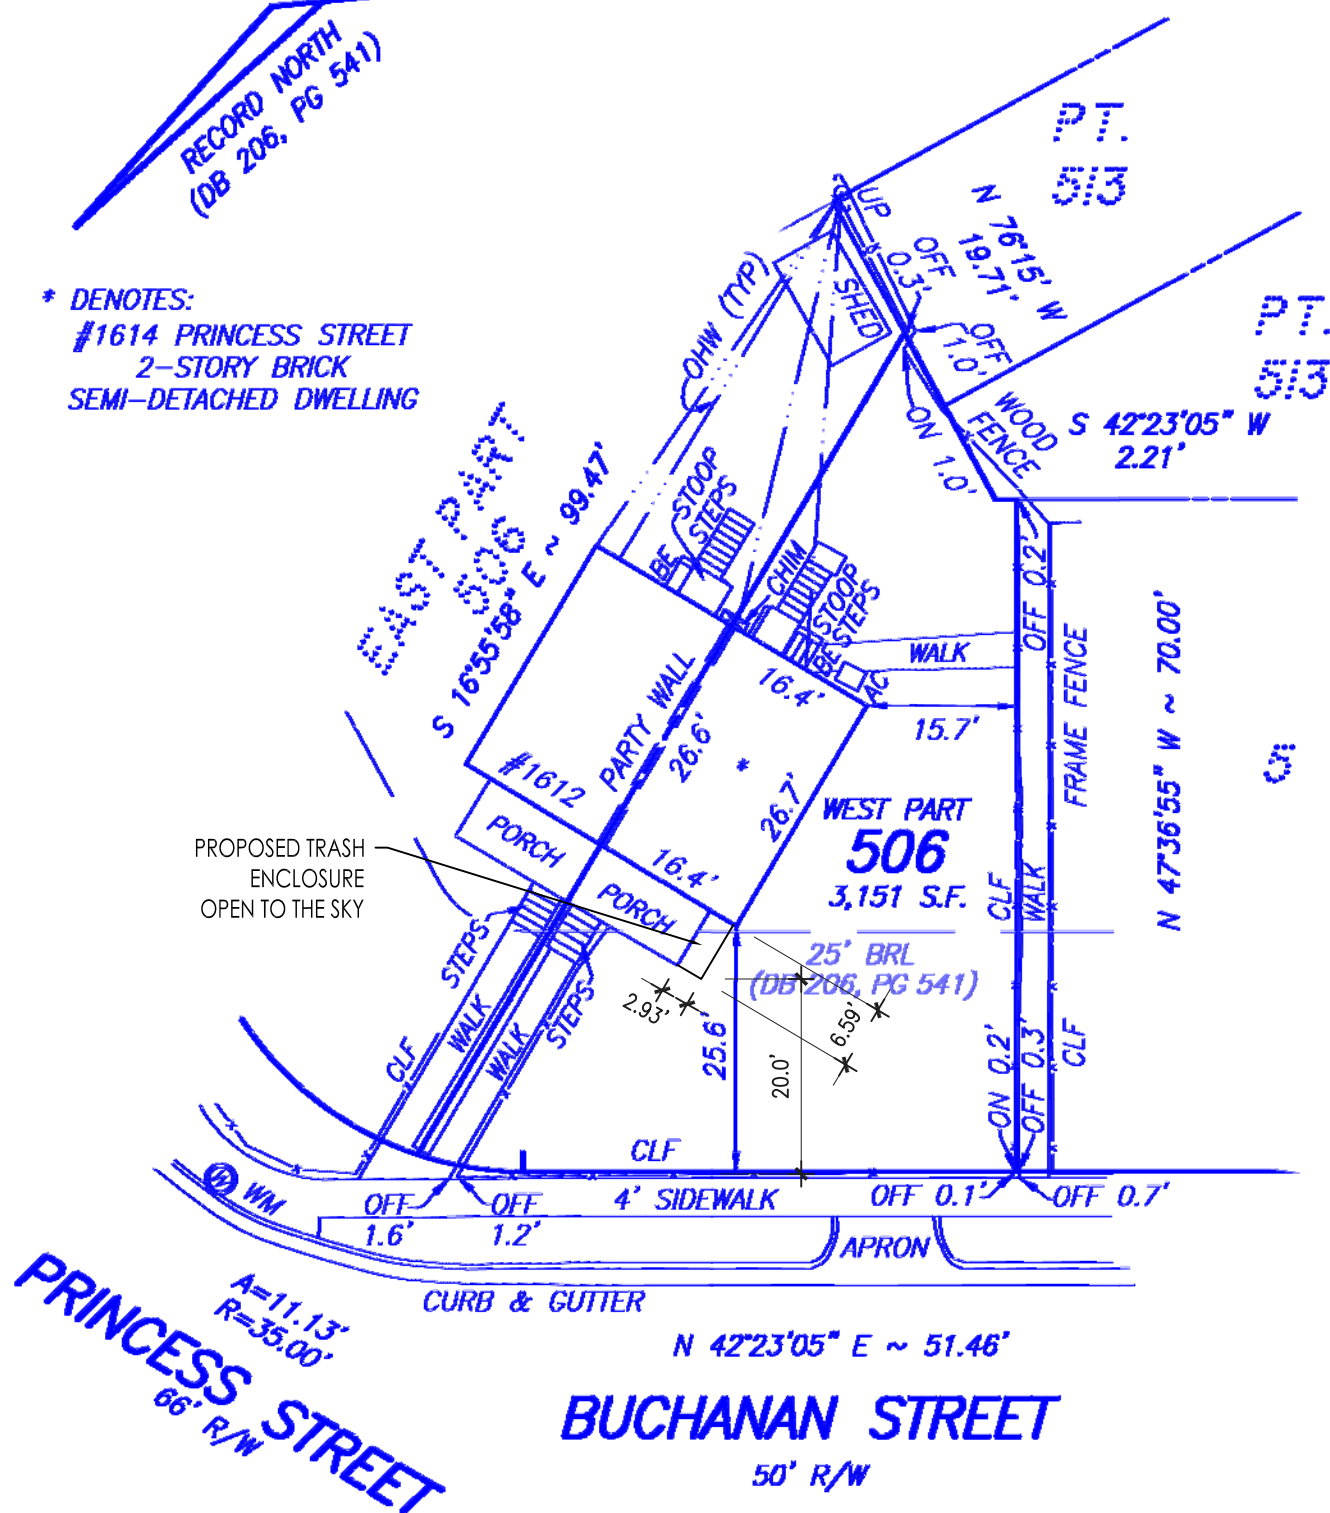 RECORD NORTH
(DB 206, PG 541)
* DENOTES:
#1614 PRINCESS STREET
2-STORY BRICK
SEMI-DETACHED DWELLING
PT.
513
PT.
513
UP
N 76°15' W
19.71'
OFF
0.3'
SHED
OFF
1.0'
OHW (TYP)
ON 1.0'
WOOD
FENCE
S 42°23'05" W
2.21'
EAST PART
506
S 16°55'58" E ~ 99.47'
STOOP
STEPS
BE
CHIM
STOOP
STEPS
BE
AC
WALK
OFF 0.2'
FRAME FENCE
N 47°36'55" W ~ 70.00'
5
PARTY WALL
26.6'
16.4'
15.7'
*
26.7'
#1612
PORCH
16.4'
PORCH
WEST PART
506
3,151 S.F.
CLF
WALK
PROPOSED TRASH
ENCLOSURE
OPEN TO THE SKY
25' BRL
(DB 206, PG 541)
STEPS
STEPS
WALK
WALK
CLF
2.93'
25.6'
20.0'
6.59'
ON 0.2'
OFF 0.3'
CLF
CLF
W WM
OFF
1.6'
OFF
1.2'
4' SIDEWALK
OFF 0.1'
OFF 0.7'
APRON
CURB & GUTTER
A=11.13'
R=35.00'
PRINCESS STREET
66' R/W
N 42°23'05" E ~ 51.46'
BUCHANAN STREET
50' R/W